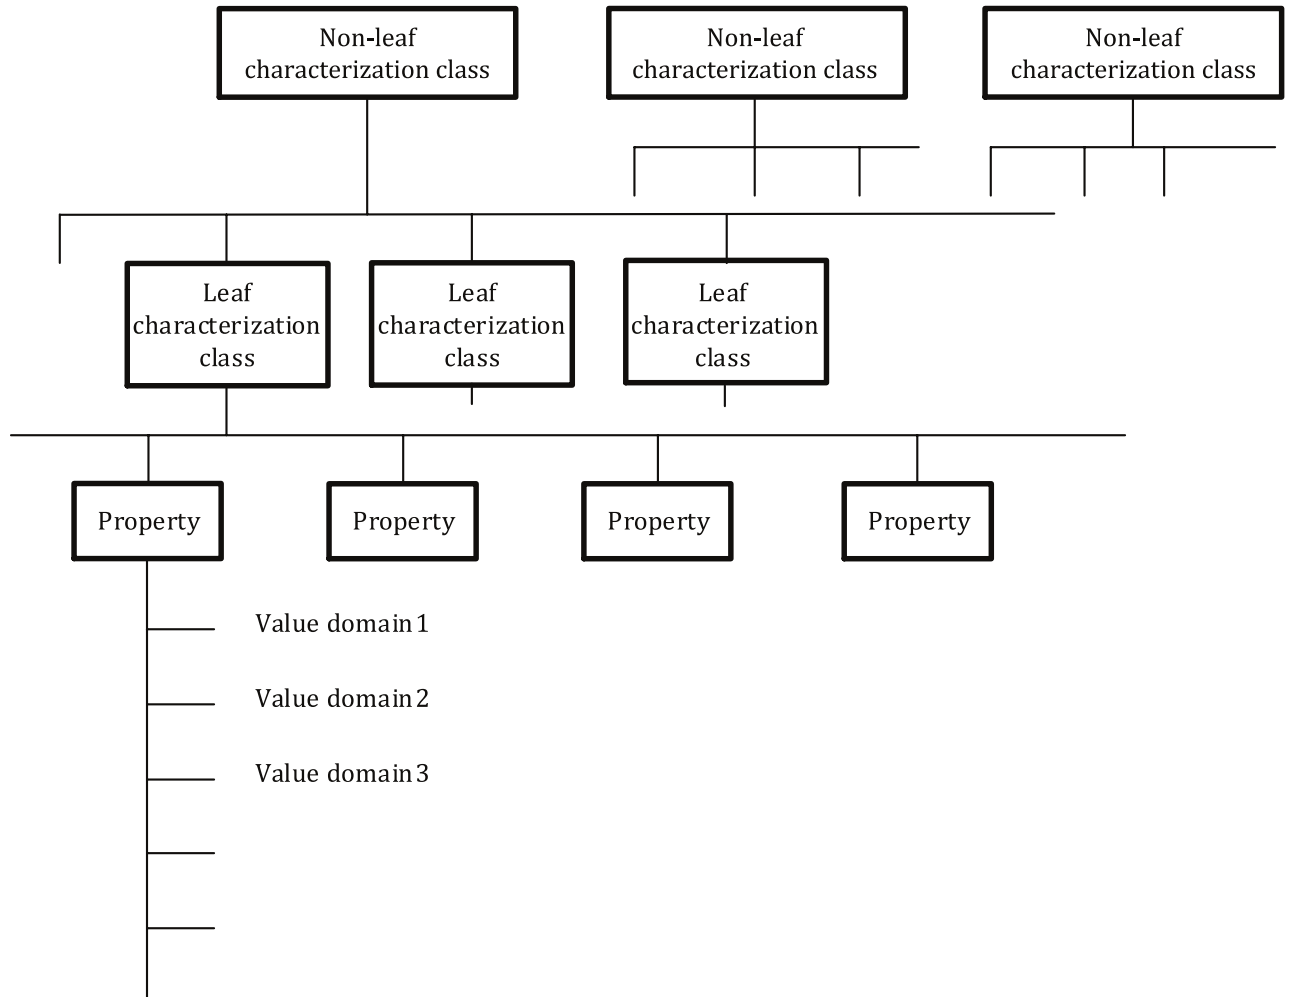 Non-leaf
characterization class
Non-leaf
characterization class
Non-leaf
characterization class
Leaf
characterization
class
Leaf
characterization
class
Leaf
characterization
class
Property
Property
Property
Property
Value domain 1
Value domain 2
Value domain 3